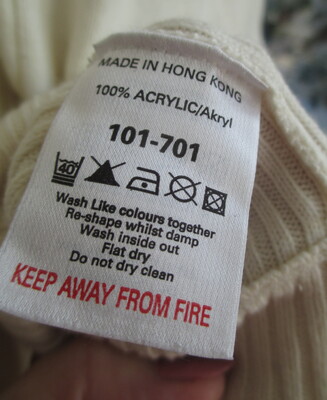 MADE IN HONG KONG
100% ACRYLIC/Akryl
101-701
40
Wash Like colours together
Re-shape whilst damp
Wash inside out
Flat dry
Do not dry clean
KEEP AWAY FROM FIRE